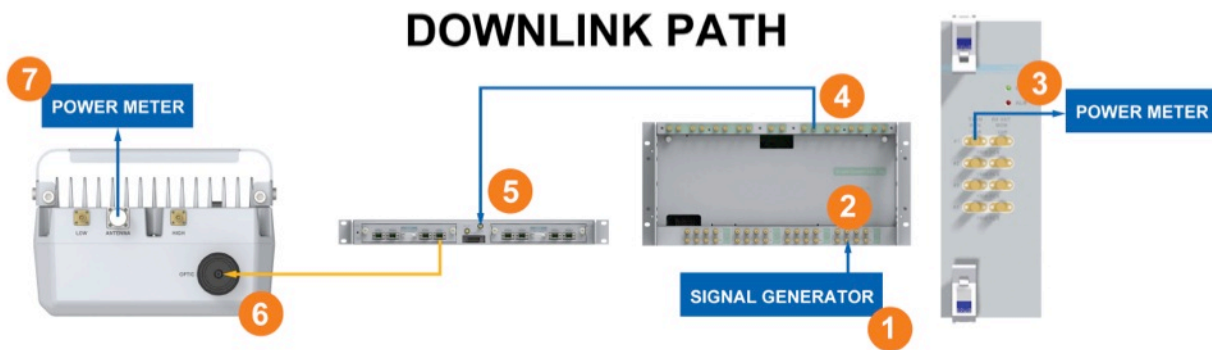 DOWNLINK PATH
7
POWER METER
4
3
POWER METER
5
2
LOW
ANTENNA
HIGH
OPTIC
6
SIGNAL GENERATOR
1